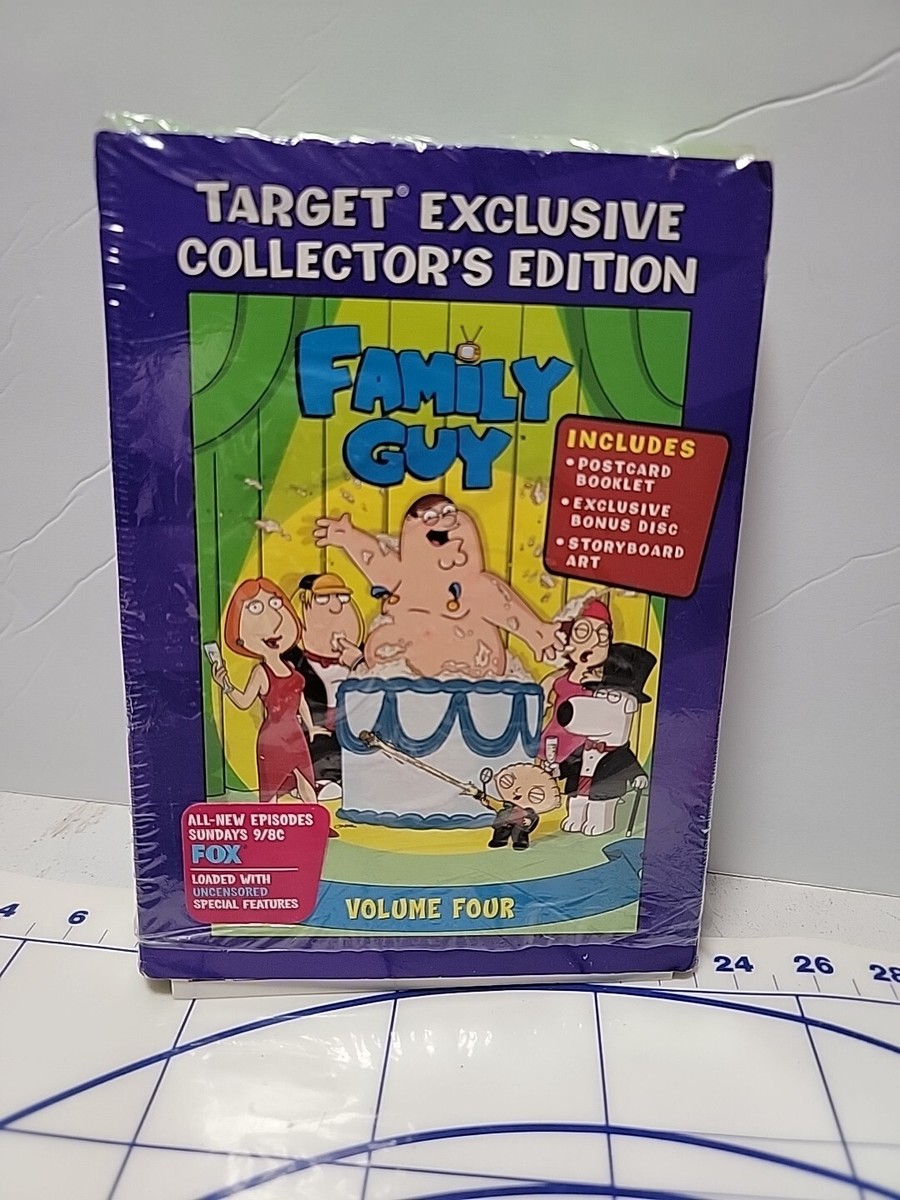 TARGET® EXCLUSIVE
COLLECTOR'S EDITION
FAMILY
GUY
INCLUDES
• POSTCARD
BOOKLET
• EXCLUSIVE
BONUS DISC
• STORYBOARD
ART
ALL-NEW EPISODES
SUNDAYS 9/8C
FOX
LOADED WITH
UNCENSORED
SPECIAL FEATURES
VOLUME FOUR
4 6 24 26 28